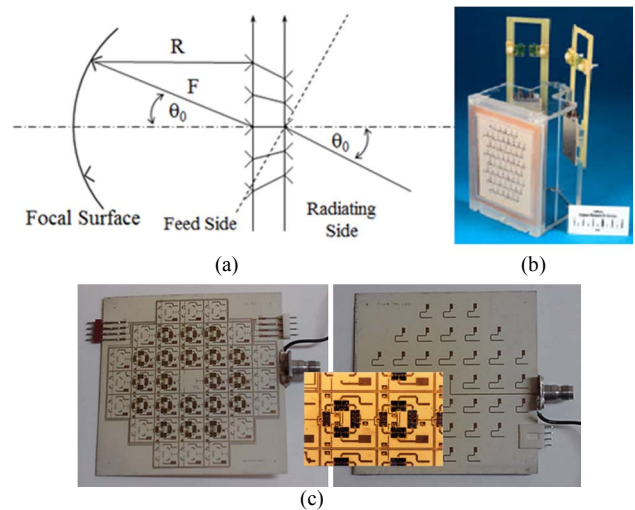 R
F
θ₀
θ₀
Focal Surface
Feed Side
Radiating
Side
(a)
(b)
(c)